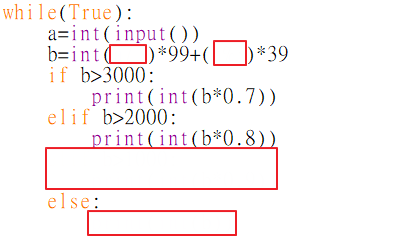 while(True):
a=int(input())
b=int( )*99+( )*39
if b>3000:
print(int(b*0.7))
elif b>2000:
print(int(b*0.8))
else: